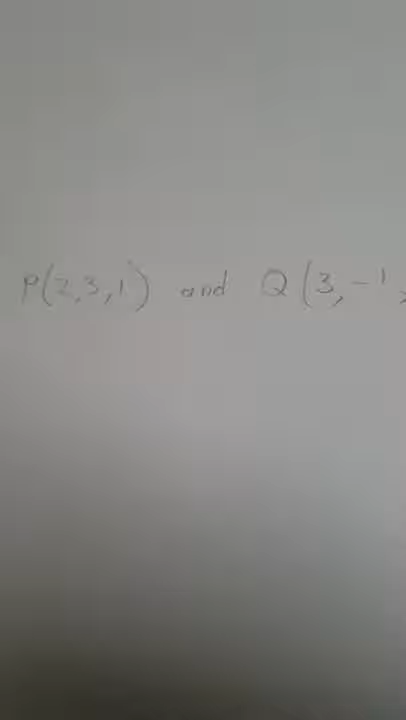 P(2,3,1) and Q(3,-1,